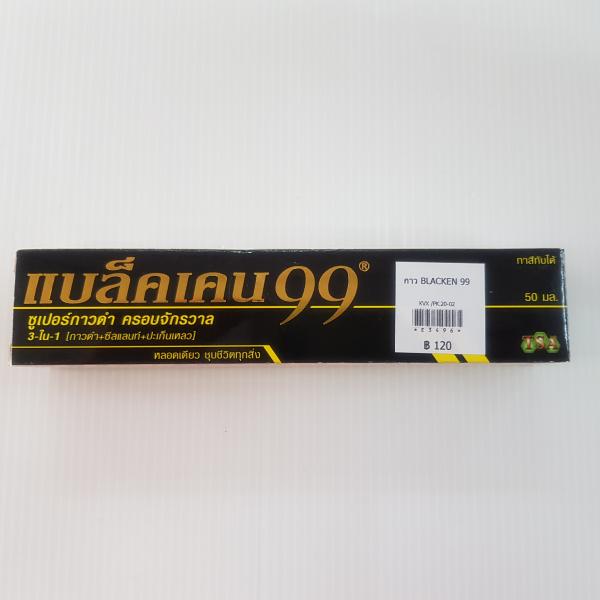 แบล็คเคน99®
ซูเปอร์กาวดำ ครอบจักรวาล
3-ใน-1 [กาวดำ+ซีลแลนท์+ปะเก็นเหลว]
หลอดเดียว ชุบชีวิตทุกสิ่ง
กาว BLACKEN 99
KVX /PK.20-02
*E3496*
฿ 120
ทาสีทับได้
50 มล.
TSA